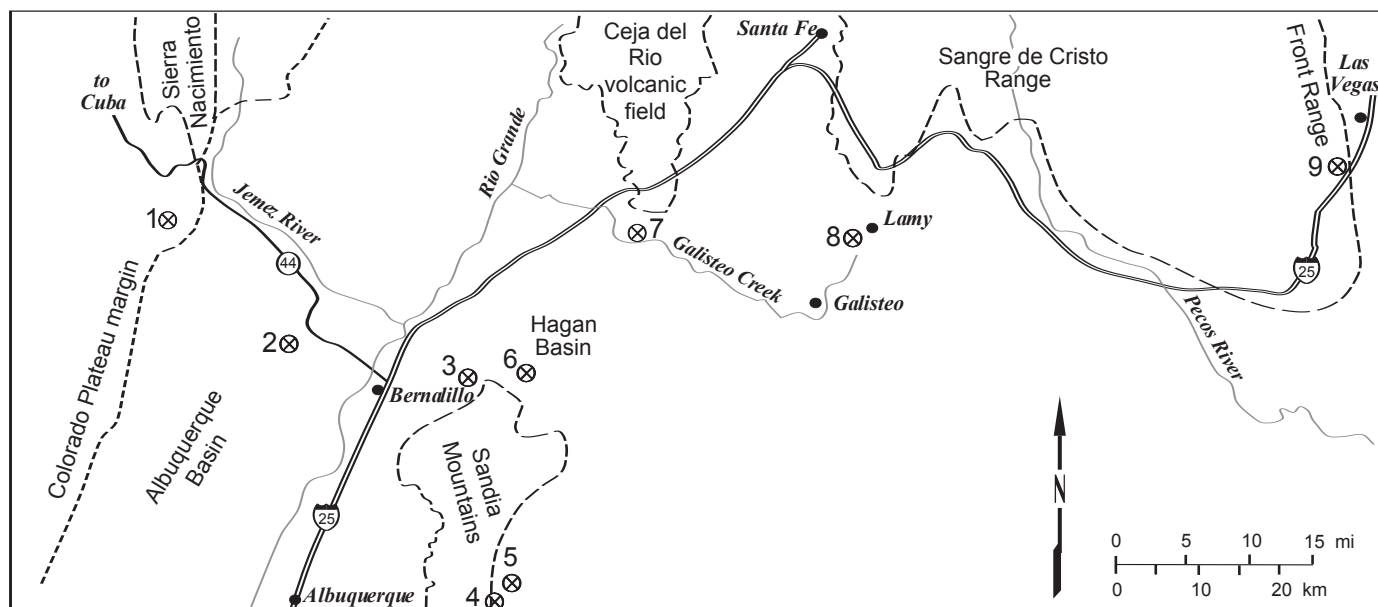 Sierra
Nacimiento
to
Cuba
Ceja del
Rio
volcanic
field
Santa Fe
Sangre de Cristo
Range
Front Range
Las
Vegas
Rio Grande
Jemez River
44
1
2
3
4
5
6
7
8
9
Lamy
Galisteo Creek
Galisteo
25
Pecos River
Hagan
Basin
Bernalillo
Colorado Plateau margin
Albuquerque
Basin
Sandia
Mountains
25
Albuquerque
N
0 5 10 15 mi
0 10 20 km